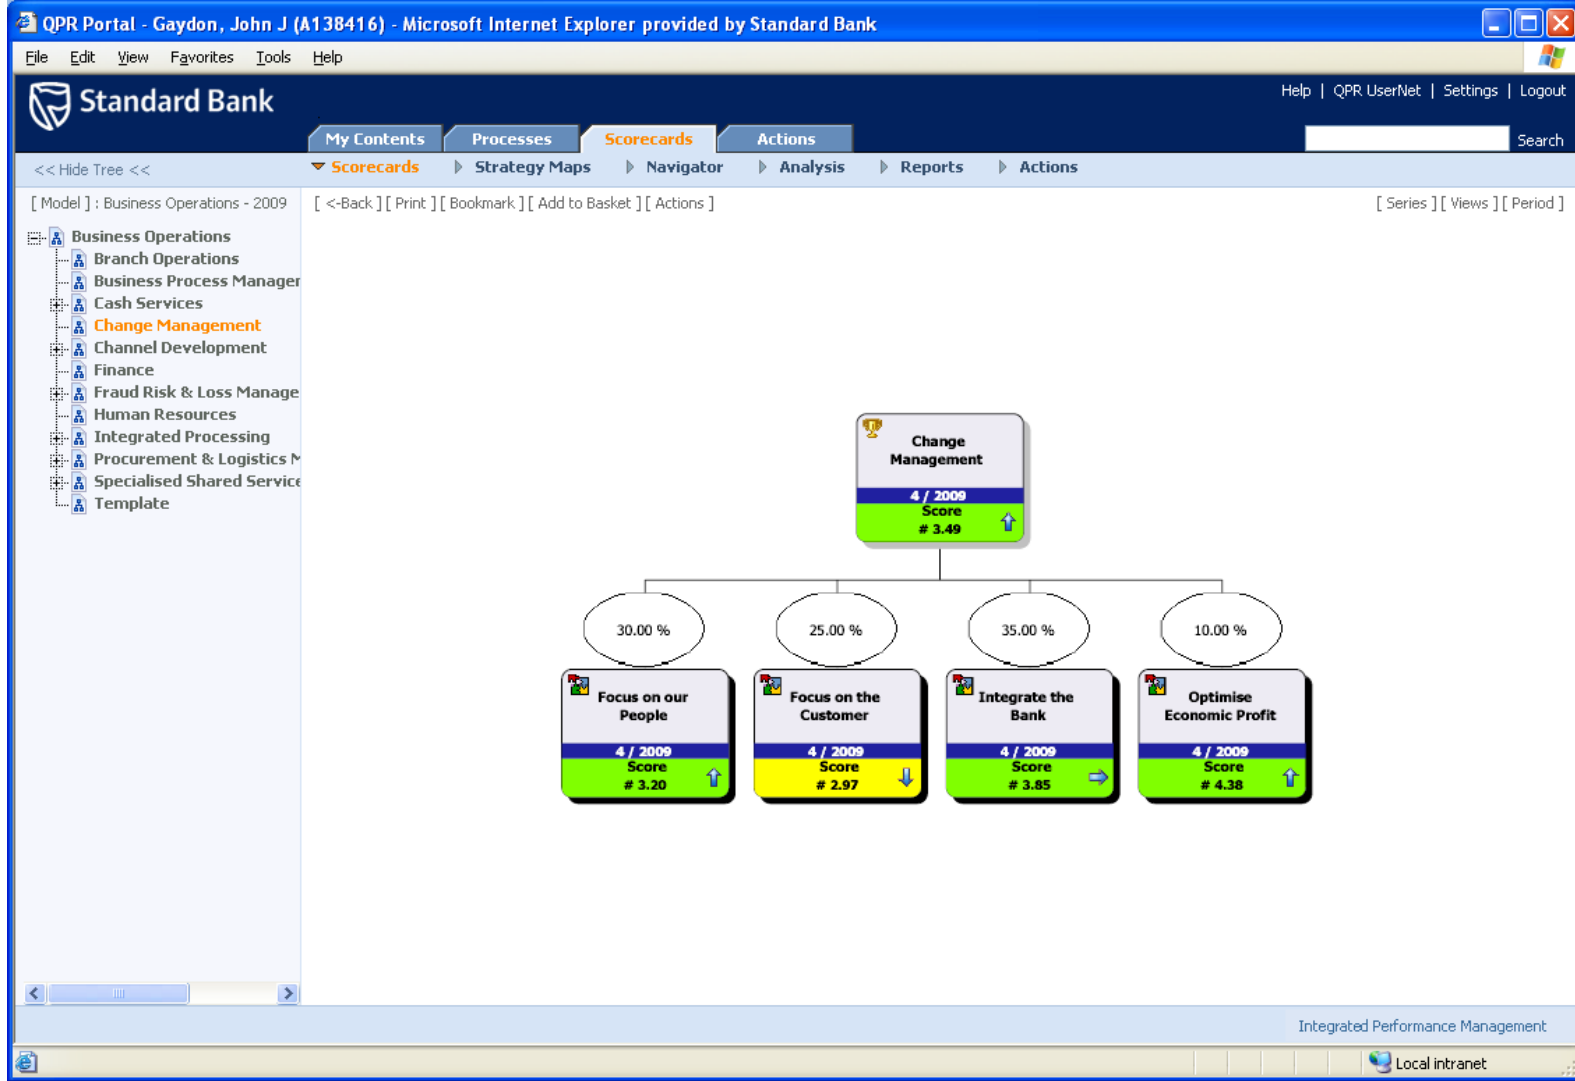 QPR Portal - Gaydon, John J (A138416) - Microsoft Internet Explorer provided by Standard Bank
File Edit View Favorites Tools Help
Standard Bank
Help | QPR UserNet | Settings | Logout
My Contents Processes Scorecards Actions
Search
<< Hide Tree <<
Scorecards Strategy Maps Navigator Analysis Reports Actions
[ Model ] : Business Operations - 2009
[ <-Back ] [ Print ] [ Bookmark ] [ Add to Basket ] [ Actions ]
[ Series ] [ Views ] [ Period ]
Business Operations
Branch Operations
Business Process Manager
Cash Services
Change Management
Channel Development
Finance
Fraud Risk & Loss Manage
Human Resources
Integrated Processing
Procurement & Logistics M
Specialised Shared Service
Template
Change
Management
4 / 2009
Score
# 3.49
30.00 % 25.00 % 35.00 % 10.00 %
Focus on our
People
4 / 2009
Score
# 3.20
Focus on the
Customer
4 / 2009
Score
# 2.97
Integrate the
Bank
4 / 2009
Score
# 3.85
Optimise
Economic Profit
4 / 2009
Score
# 4.38
Integrated Performance Management
Local intranet